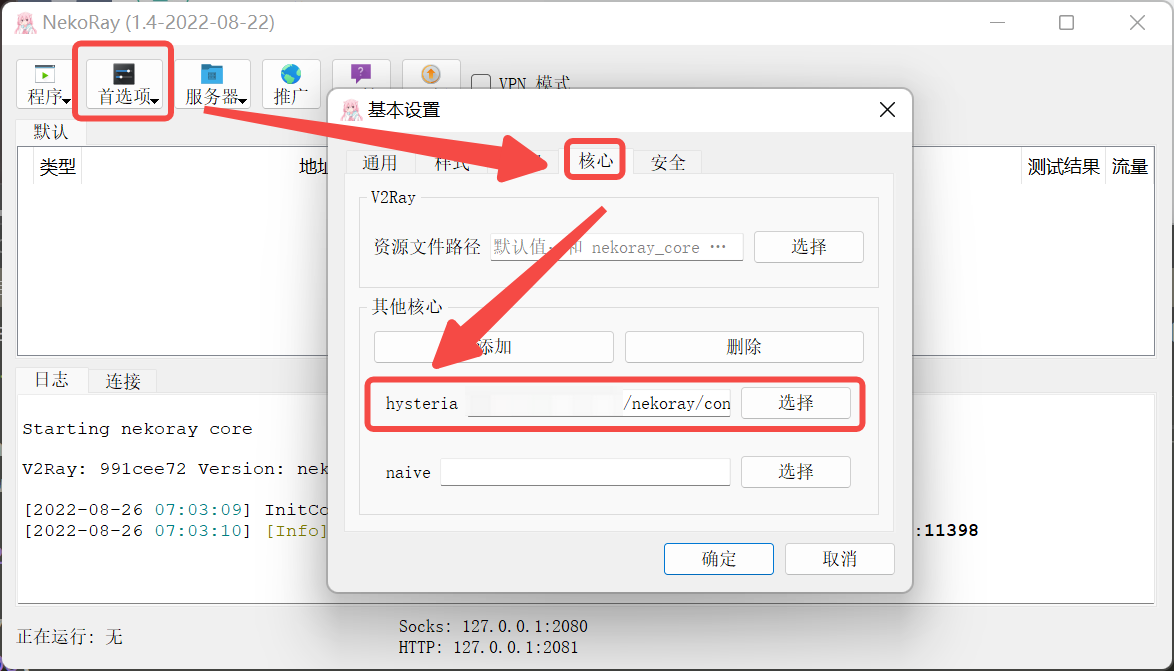 NekoRay (1.4-2022-08-22)
程序
首选项
服务器
推广
VPN 模式
默认
类型
地址
测试结果
流量
基本设置
通用
样式
核心
安全
V2Ray
资源文件路径
默认值
nekoray_core ...
选择
其他核心
添加
删除
hysteria
/nekoray/con
选择
naive
选择
确定
取消
日志
连接
Starting nekoray core
V2Ray: 991cee72 Version: nek
[2022-08-26 07:03:09] InitCo
[2022-08-26 07:03:10] [Info]
:11398
正在运行: 无
Socks: 127.0.0.1:2080
HTTP: 127.0.0.1:2081